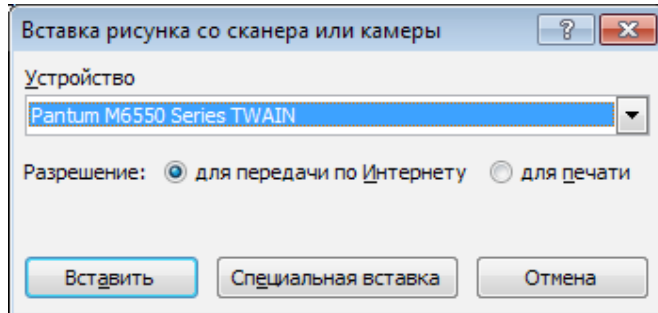 Вставка рисунка со сканера или камеры
Устройство
Pantum M6550 Series TWAIN
Разрешение: для передачи по Интернету для печати
Вставить Специальная вставка Отмена